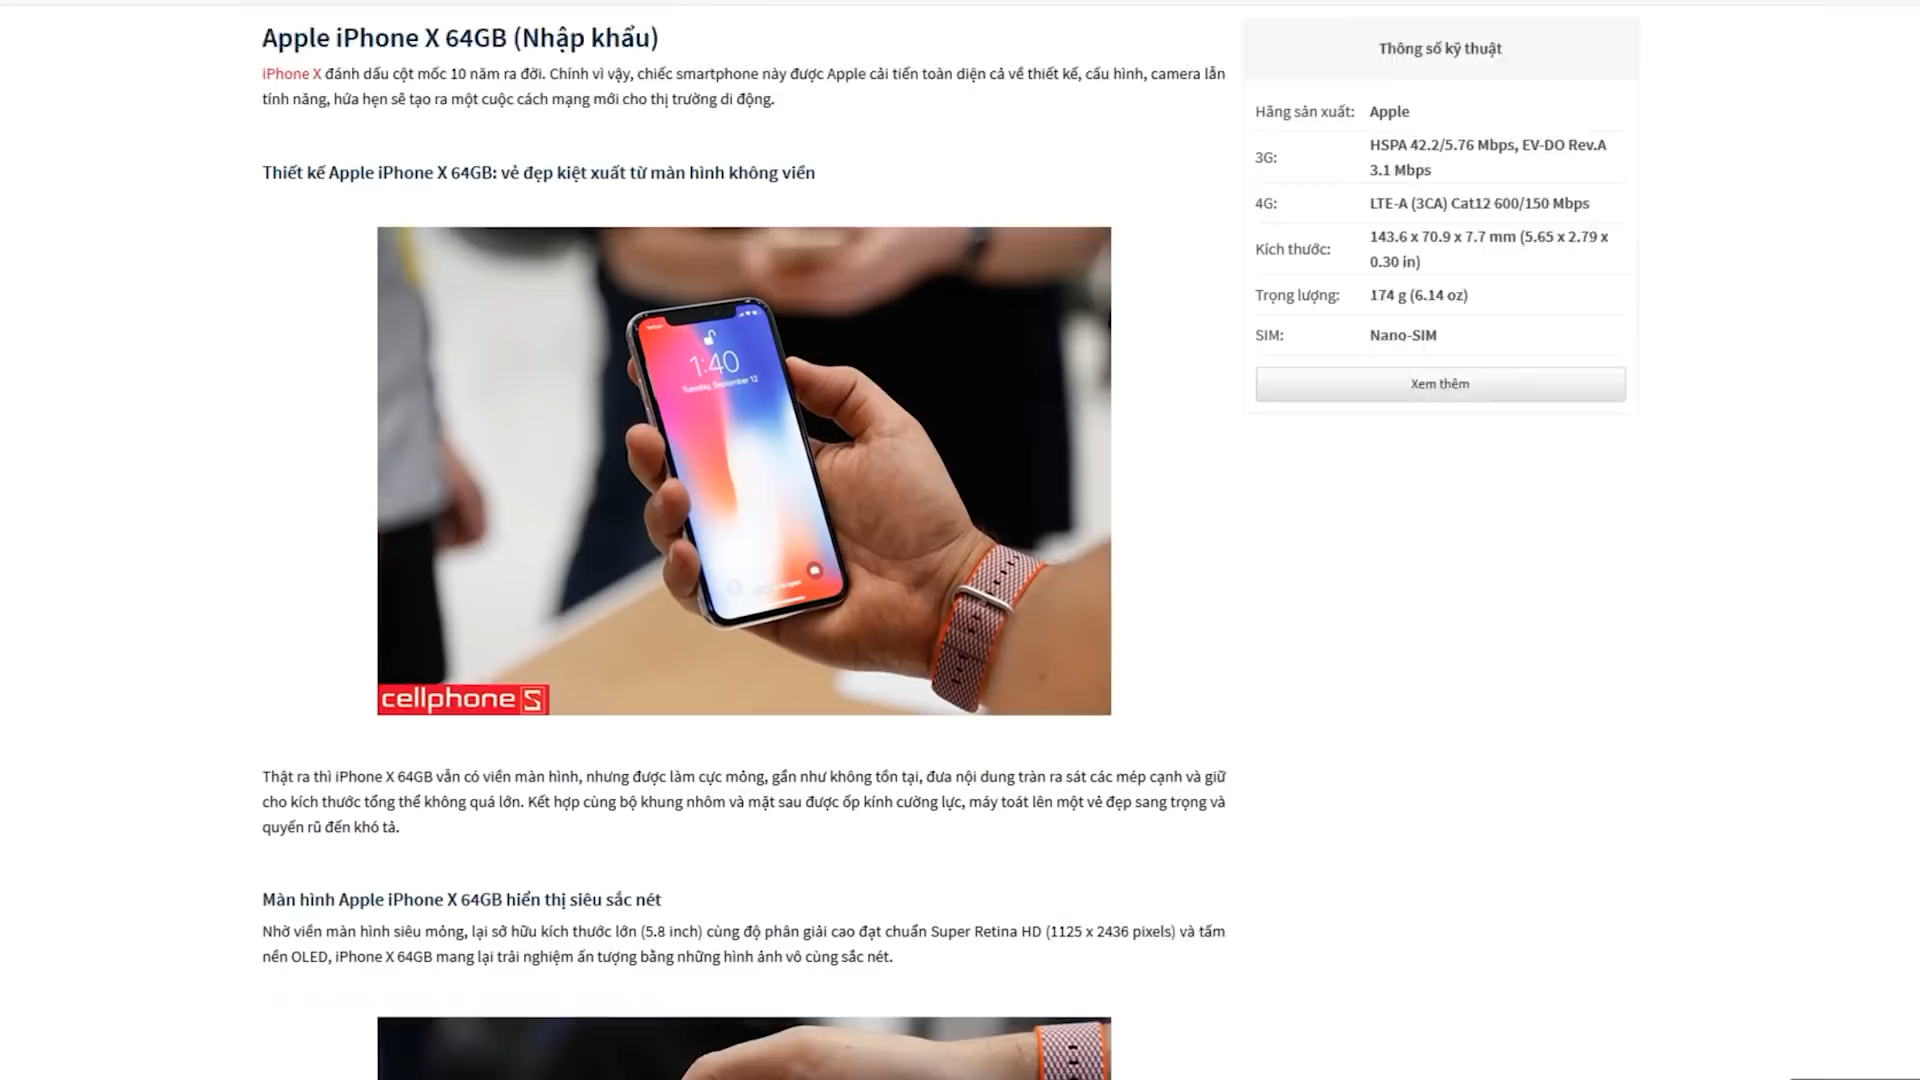 Apple iPhone X 64GB (Nhập khẩu)
iPhone X đánh dấu cột mốc 10 năm ra đời. Chính vì vậy, chiếc smartphone này được Apple cải tiến toàn diện cả về thiết kế, cấu hình, camera lẫn
tính năng, hứa hẹn sẽ tạo ra một cuộc cách mạng mới cho thị trường di động.
Thiết kế Apple iPhone X 64GB: vẻ đẹp kiệt xuất từ màn hình không viền
1:40
Tuesday, September 12
cellphone S
Thật ra thì iPhone X 64GB vẫn có viền màn hình, nhưng được làm cực mỏng, gần như không tồn tại, đưa nội dung tràn ra sát các mép cạnh và giữ
cho kích thước tổng thể không quá lớn. Kết hợp cùng bộ khung nhôm và mặt sau được ốp kính cường lực, máy toát lên một vẻ đẹp sang trọng và
quyến rũ đến khó tả.
Màn hình Apple iPhone X 64GB hiển thị siêu sắc nét
Nhờ viền màn hình siêu mỏng, lại sở hữu kích thước lớn (5.8 inch) cùng độ phân giải cao đạt chuẩn Super Retina HD (1125 x 2436 pixels) và tấm
nền OLED, iPhone X 64GB mang lại trải nghiệm ấn tượng bằng những hình ảnh vô cùng sắc nét.
Thông số kỹ thuật
Hãng sản xuất: Apple
3G: HSPA 42.2/5.76 Mbps, EV-DO Rev.A
3.1 Mbps
4G: LTE-A (3CA) Cat12 600/150 Mbps
Kích thước: 143.6 x 70.9 x 7.7 mm (5.65 x 2.79 x
0.30 in)
Trọng lượng: 174 g (6.14 oz)
SIM: Nano-SIM
Xem thêm